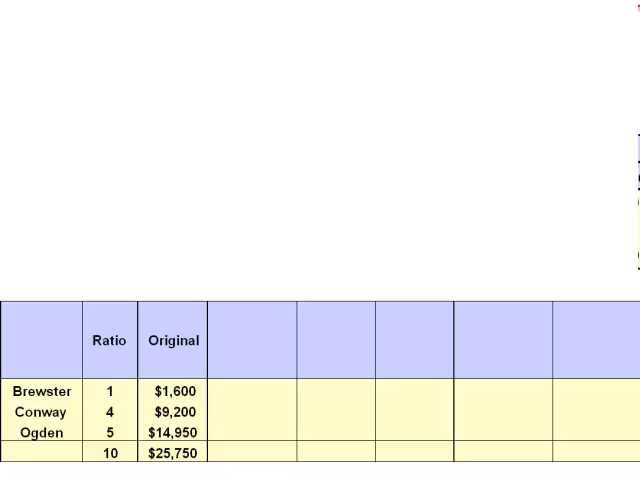 Ratio Original
Brewster 1 $1,600
Conway 4 $9,200
Ogden 5 $14,950
10 $25,750